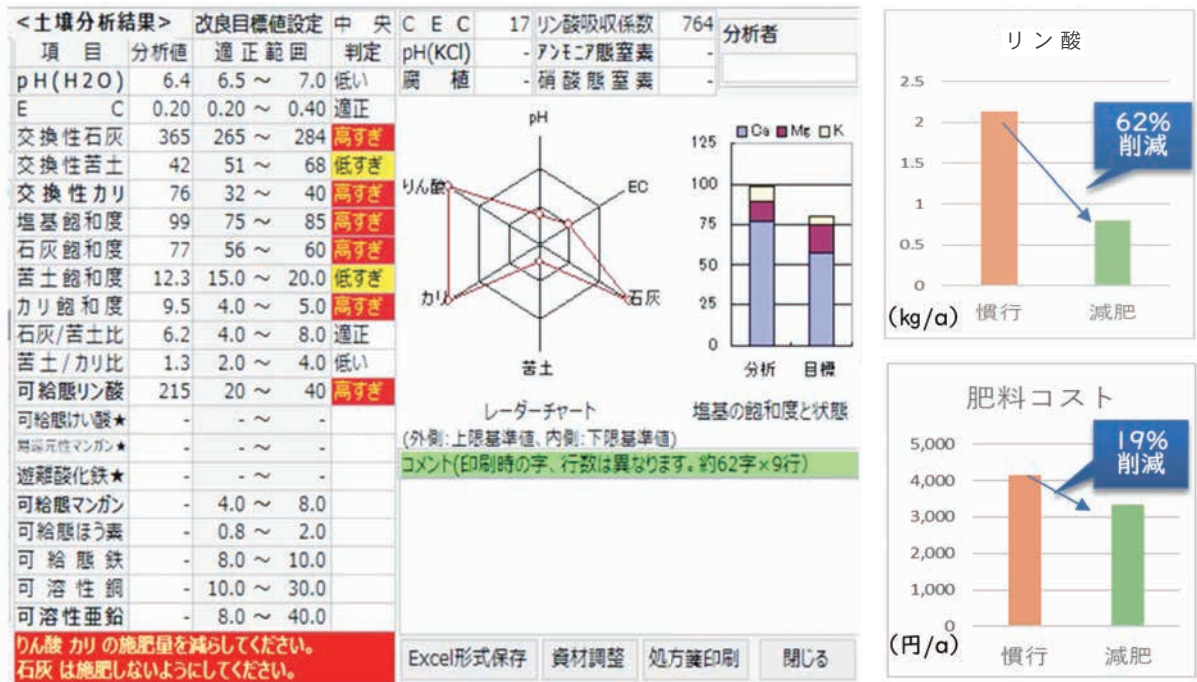 <土壌分析結果> 改良目標値設定 中 央
項 目 分析値 適 正 範 囲 判定
pH(H2O) 6.4 6.5 ～ 7.0 低い
E C 0.20 0.20 ～ 0.40 適正
交換性石灰 365 265 ～ 284 高すぎ
交換性苦土 42 51 ～ 68 低すぎ
交換性カリ 76 32 ～ 40 高すぎ
塩基飽和度 99 75 ～ 85 高すぎ
石灰飽和度 77 56 ～ 60 高すぎ
苦土飽和度 12.3 15.0 ～ 20.0 低すぎ
カリ飽和度 9.5 4.0 ～ 5.0 高すぎ
石灰/苦土比 6.2 4.0 ～ 8.0 適正
苦土/カリ比 1.3 2.0 ～ 4.0 低い
可給態リン酸 215 20 ～ 40 高すぎ
可給態けい酸★ - - ～ -
元性マンガン★ - - ～ -
遊離酸化鉄★ - - ～ -
可給態マンガン - 4.0 ～ 8.0
可給態ほう素 - 0.8 ～ 2.0
可 給 態 鉄 - 8.0 ～ 10.0
可 溶 性 銅 - 10.0 ～ 30.0
可溶性亜鉛 - 8.0 ～ 40.0
りん酸 カリ の施肥量を減らしてください。
石灰 は施肥しないようにしてください。
C E C 17 リン酸吸収係数 764
pH(KCl) - アンモニア態窒素 -
腐 植 - 硝 酸 態 窒 素 -
分析者
pH
EC
石灰
苦土
カリ
りん酸
レーダーチャート
(外側:上限基準値、内側:下限基準値)
Ca Mg K
125
100
75
50
25
0
分析 目標
塩基の飽和度と状態
コメント(印刷時の字、行数は異なります。約62字×9行)
Excel形式保存 資材調整 処方箋印刷 閉じる
リン酸
2.5
2
1.5
1
0.5
0
62%
削減
(kg/a) 慣行 減肥
肥料コスト
5,000
4,000
3,000
2,000
1,000
0
19%
削減
(円/a) 慣行 減肥